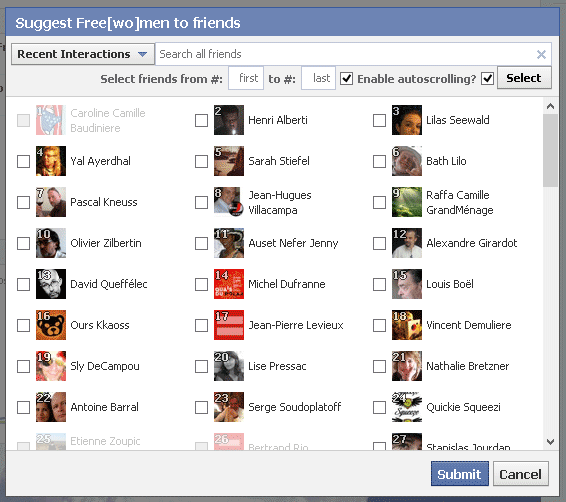 Suggest Free[wo]men to friends
Recent Interactions Search all friends
Select friends from #: first to #: last Enable autoscrolling? Select
1 Caroline Camille Baudiniere
2 Henri Alberti
3 Lilas Seewald
4 Yal Ayerdhal
5 Sarah Stiefel
6 Bath Lilo
7 Pascal Kneuss
8 Jean-Hugues Villacampa
9 Raffa Camille GrandMénage
10 Olivier Zilbertin
11 Auset Nefer Jenny
12 Alexandre Girardot
13 David Queffélec
14 Michel Dufranne
15 Louis Boël
16 Ours Kkaoss
17 Jean-Pierre Levieux
18 Vincent Demuliere
19 Sly DeCampou
20 Lise Pressac
21 Nathalie Bretzner
22 Antoine Barral
23 Serge Soudoplatoff
24 Quickie Squeezi
25 Etienne Zoupic
26 Bertrand Rio
27 Stanislas Jourdan
Submit Cancel